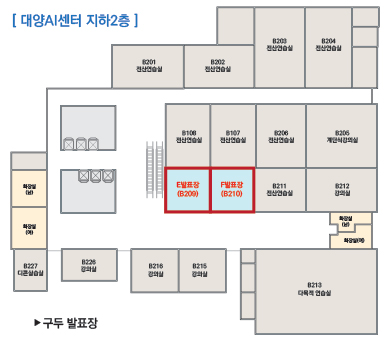 [ 대양AI센터 지하2층 ]
B203
전산연습실
B204
전산연습실
B201
전산연습실
B202
전산연습실
B108
전산연습실
B107
전산연습실
B206
전산연습실
B205
계단식강의실
E발표장
(B209)
F발표장
(B210)
B211
전산연습실
B212
강의실
화장실
(남)
화장실
(여)
화장실
(남)
화장실(여)
B227
디콘실습실
B226
강의실
B216
강의실
B215
강의실
B213
다목적 연습실
▶구두 발표장